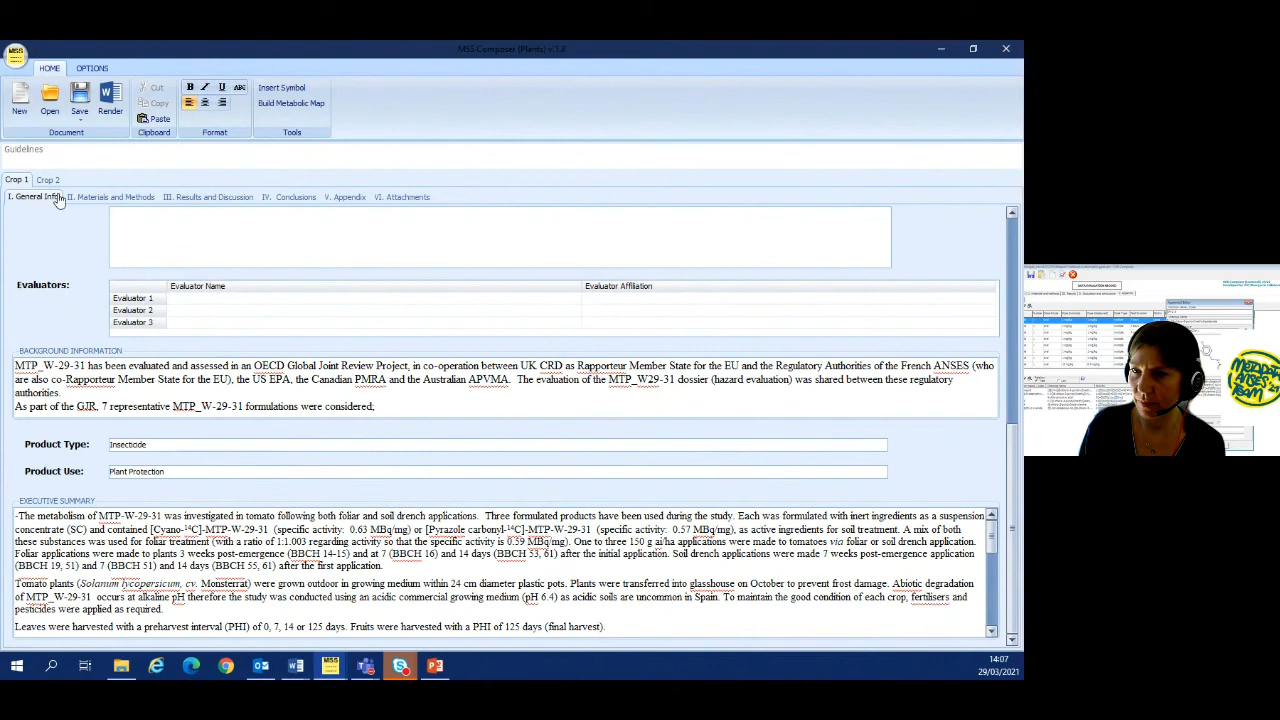 MSS Composer (Plants) v.1.8
MSS
HOME OPTIONS
New Open Save Render
Cut
Copy
Paste
B I U ABC
Insert Symbol
Build Metabolic Map
Document Clipboard Format Tools
Guidelines
Crop 1 Crop 2
I. General Info II. Materials and Methods III. Results and Discussion IV. Conclusions V. Appendix VI. Attachments
Evaluators:
Evaluator Name Evaluator Affiliation
Evaluator 1
Evaluator 2
Evaluator 3
BACKGROUND INFORMATION
MTP_W-29-31 has been evaluated and assessed in an OECD Global Joint Review Project, in co-operation with the UK CRD as Rapporteur Member State for the EU and the Regulatory Authorities of the French ANSES (who
are also co-Rapporteur Member State for the EU), the US EPA, the Canadian PMRA and the Australian APVMA. The evaluation of the MTP_W29-31 dossier (hazard evaluation) was shared between these regulatory
authorities.
As part of the GJR, 7 representative MTP_W-29-31 formulations were considered.
Product Type: Insecticide
Product Use: Plant Protection
EXECUTIVE SUMMARY
-The metabolism of MTP-W-29-31 was investigated in tomato following both foliar and soil drench applications. Three formulated products have been used during the study. Each was formulated with inert ingredients as a suspension
concentrate (SC) and contained [Cyano-¹⁴C]-MTP-W-29-31 (specific activity: 0.63 MBq/mg) or [Pyrazole carbonyl-¹⁴C]-MTP-W-29-31 (specific activity: 0.57 MBq/mg), as active ingredients for soil treatment. A mix of both
these substances was used for foliar treatment (with a ratio of 1:1.003 regarding activity so that the specific activity is 0.59 MBq/mg). One to three 150 g ai/ha applications were made to tomatoes via foliar or soil drench application.
Foliar applications were made to plants 3 weeks post-emergence (BBCH 14-15) and at 7 (BBCH 16) and 14 days (BBCH 53, 61) after the initial application. Soil drench applications were made 7 weeks post-emergence application
(BBCH 19, 51) and 7 (BBCH 51) and 14 days (BBCH 55, 61) after the first application.
Tomato plants (Solanum lycopersicum, cv. Monsterrat) were grown outdoor in growing medium within 24 cm diameter plastic pots. Plants were transferred into glasshouse on October to prevent frost damage. Abiotic degradation
of MTP_W-29-31 occurs at alkaline pH therefore the study was conducted using an acidic commercial growing medium (pH 6.4) as acidic soils are uncommon in Spain. To maintain the good condition of each crop, fertilisers and
pesticides were applied as required.
Leaves were harvested with a preharvest interval (PHI) of 0, 7, 14 or 125 days. Fruits were harvested with a PHI of 125 days (final harvest).
14:07
29/03/2021
DATA EVALUATION RECORD
METAPATH
ANSES
TEAM